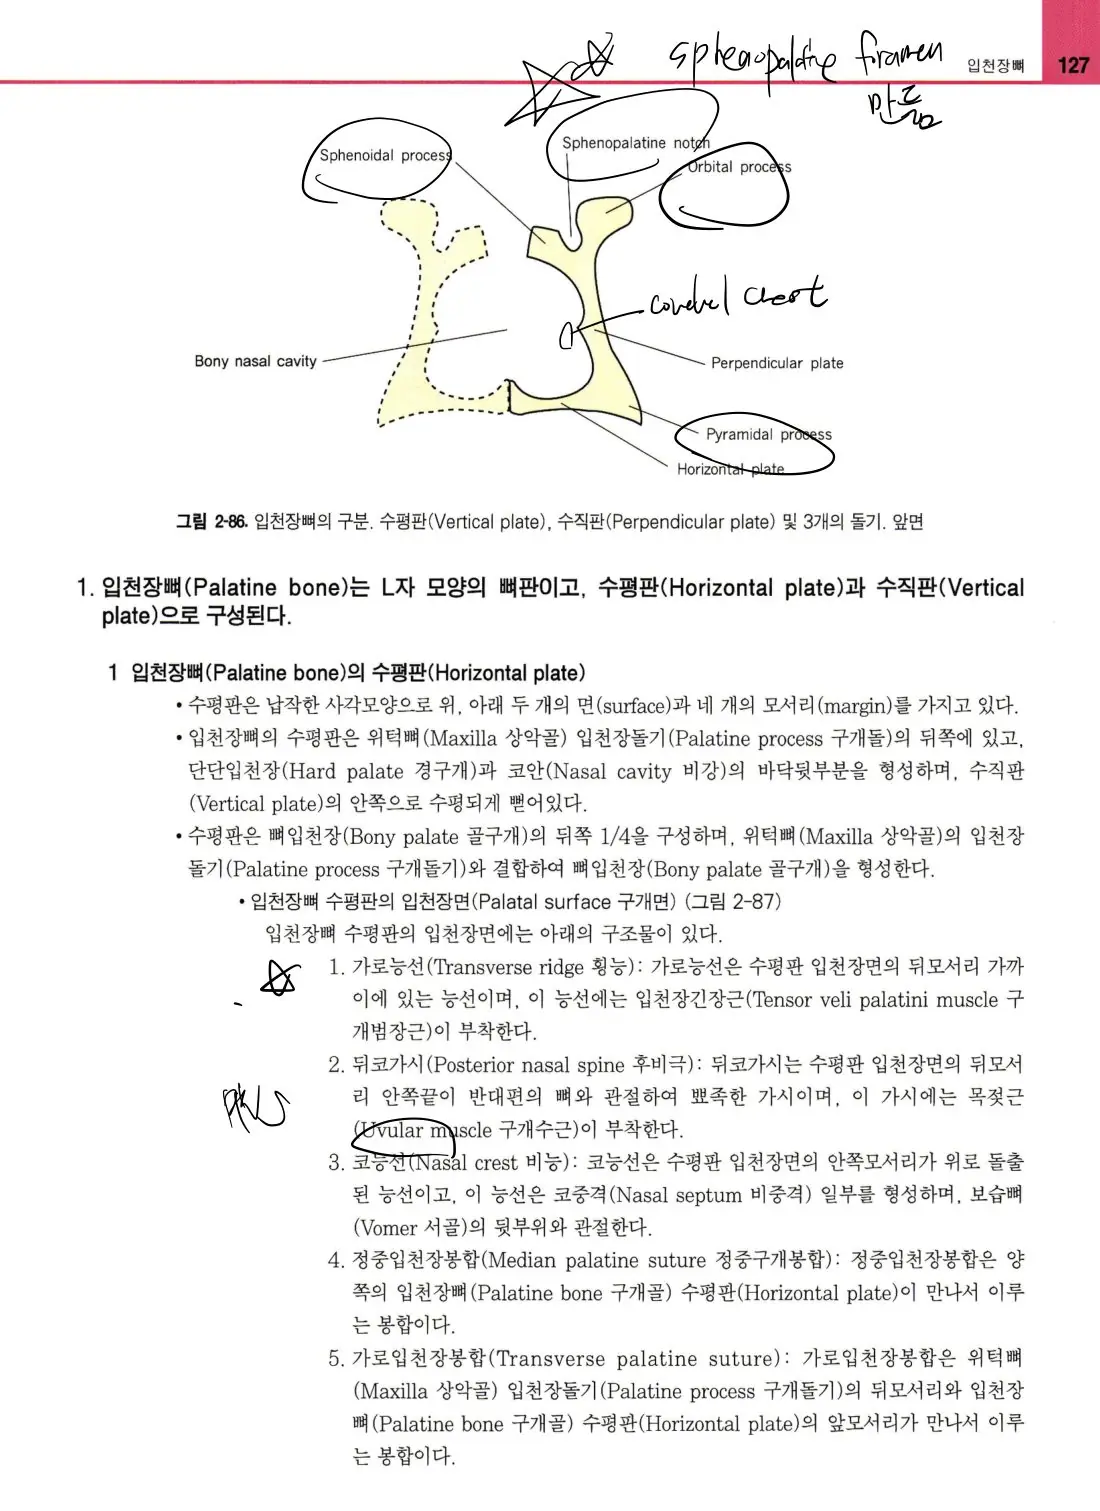 sphenopalatine foramen
만듦
입천장뼈 127
Sphenoidal process
Sphenopalatine notch
Orbital process
crest
Bony nasal cavity
Perpendicular plate
Pyramidal process
Horizontal plate
그림 2-86. 입천장뼈의 구분. 수평판(Vertical plate), 수직판(Perpendicular plate) 및 3개의 돌기. 앞면
1. 입천장뼈(Palatine bone)는 L자 모양의 뼈판이고, 수평판(Horizontal plate)과 수직판(Vertical
plate)으로 구성된다.
1 입천장뼈(Palatine bone)의 수평판(Horizontal plate)
• 수평판은 납작한 사각모양으로 위, 아래 두 개의 면(surface)과 네 개의 모서리(margin)를 가지고 있다.
• 입천장뼈의 수평판은 위턱뼈(Maxilla 상악골) 입천장돌기(Palatine process 구개돌)의 뒤쪽에 있고,
단단입천장(Hard palate 경구개)과 코안(Nasal cavity 비강)의 바닥뒷부분을 형성하며, 수직판
(Vertical plate)의 안쪽으로 수평되게 뻗어있다.
• 수평판은 뼈입천장(Bony palate 골구개)의 뒤쪽 1/4을 구성하며, 위턱뼈(Maxilla 상악골)의 입천장
돌기(Palatine process 구개돌기)와 결합하여 뼈입천장(Bony palate 골구개)을 형성한다.
• 입천장뼈 수평판의 입천장면(Palatal surface 구개면) (그림 2-87)
입천장뼈 수평판의 입천장면에는 아래의 구조물이 있다.
1. 가로능선(Transverse ridge 횡능): 가로능선은 수평판 입천장면의 뒤모서리 가까
이에 있는 능선이며, 이 능선에는 입천장긴장근(Tensor veli palatini muscle 구
개범장근)이 부착한다.
2. 뒤코가시(Posterior nasal spine 후비극): 뒤코가시는 수평판 입천장면의 뒤모서
리 안쪽끝이 반대편의 뼈와 관절하여 뾰족한 가시이며, 이 가시에는 목젖근
(Uvular muscle 구개수근)이 부착한다.
3. 코능선(Nasal crest 비능): 코능선은 수평판 입천장면의 안쪽모서리가 위로 돌출
된 능선이고, 이 능선은 코중격(Nasal septum 비중격) 일부를 형성하며, 보습뼈
(Vomer 서골)의 뒷부위와 관절한다.
4. 정중입천장봉합(Median palatine suture 정중구개봉합): 정중입천장봉합은 양
쪽의 입천장뼈(Palatine bone 구개골) 수평판(Horizontal plate)이 만나서 이루
는 봉합이다.
5. 가로입천장봉합(Transverse palatine suture): 가로입천장봉합은 위턱뼈
(Maxilla 상악골) 입천장돌기(Palatine process 구개돌기)의 뒤모서리와 입천장
뼈(Palatine bone 구개골) 수평판(Horizontal plate)의 앞모서리가 만나서 이루
는 봉합이다.